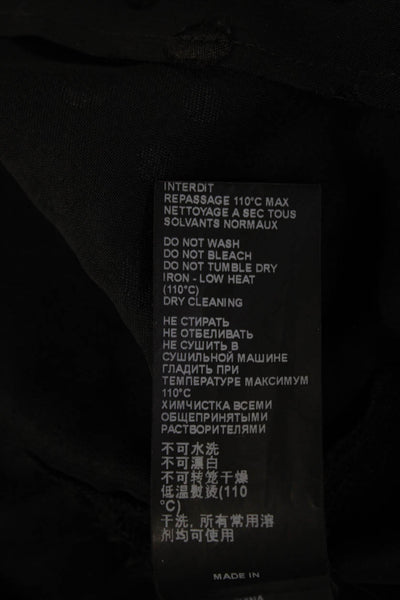 INTERDIT
REPASSAGE 110°C MAX
NETTOYAGE A SEC TOUS
SOLVANTS NORMAUX
DO NOT WASH
DO NOT BLEACH
DO NOT TUMBLE DRY
IRON - LOW HEAT
(110°C)
DRY CLEANING
НЕ СТИРАТЬ
НЕ ОТБЕЛИВАТЬ
НЕ СУШИТЬ В
СУШИЛЬНОЙ МАШИНЕ
ГЛАДИТЬ ПРИ
ТЕМПЕРАТУРЕ МАКСИМУМ
110°C
ХИМЧИСТКА ВСЕМИ
ОБЩЕПРИНЯТЫМИ
РАСТВОРИТЕЛЯМИ
不可水洗
不可漂白
不可转笼干燥
低温熨烫(110
°C)
干洗,所有常用溶
剂均可使用
MADE IN